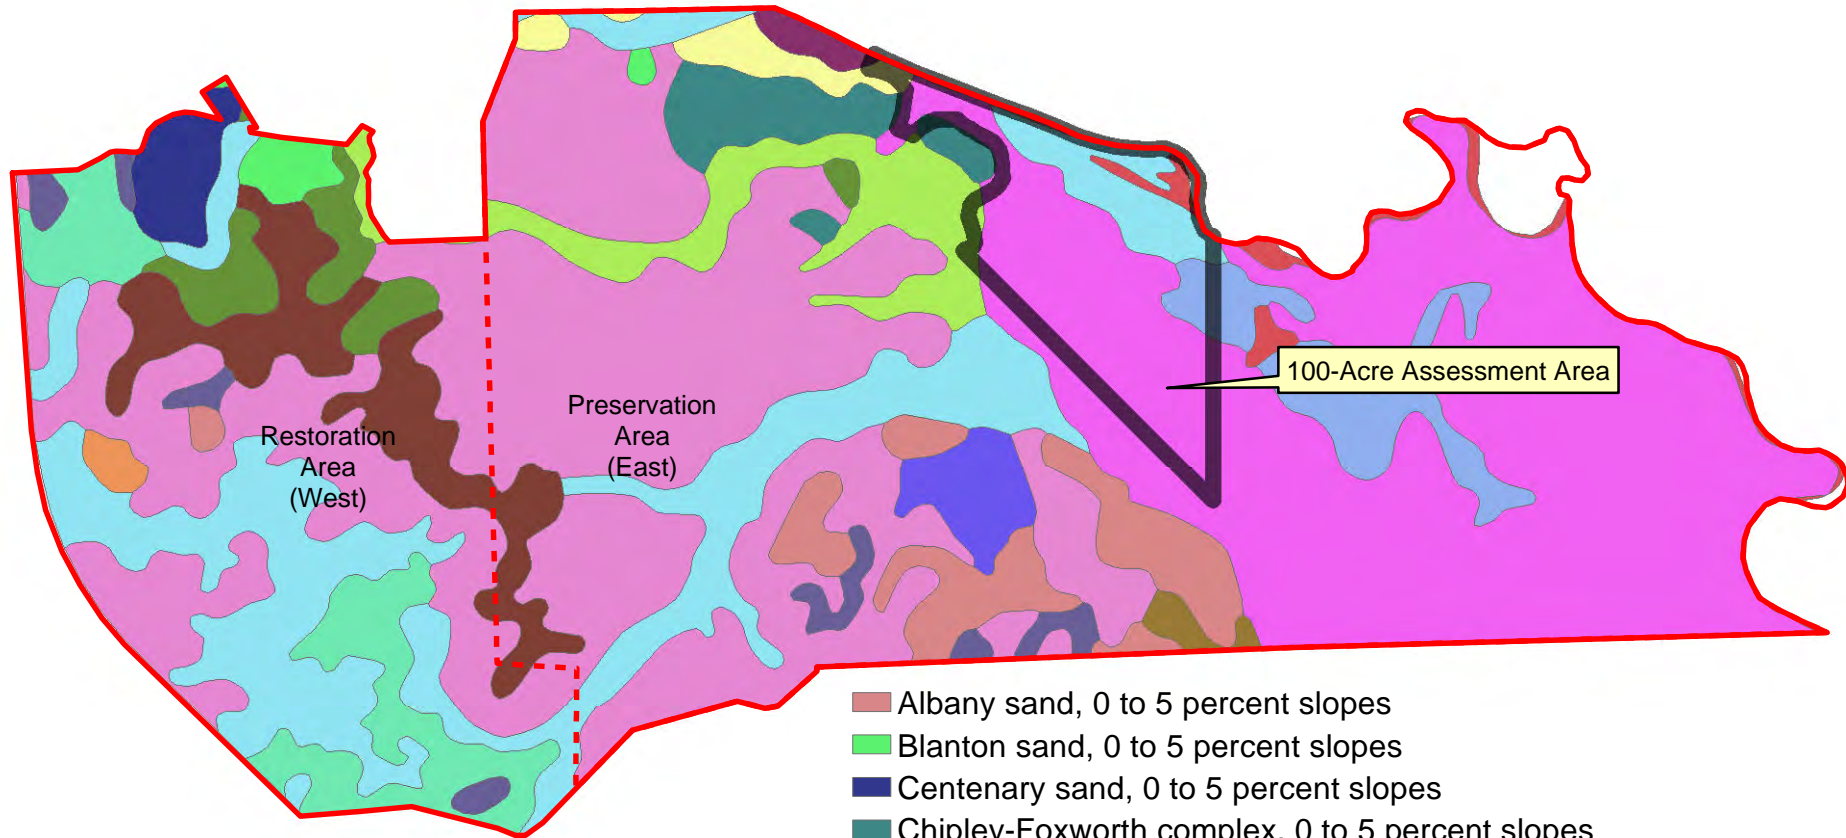 100-Acre Assessment Area
Preservation
Area
(East)
Restoration
Area
(West)
Albany sand, 0 to 5 percent slopes
Blanton sand, 0 to 5 percent slopes
Centenary sand, 0 to 5 percent slopes
Chipley-Foxworth complex, 0 to 5 percent slopes